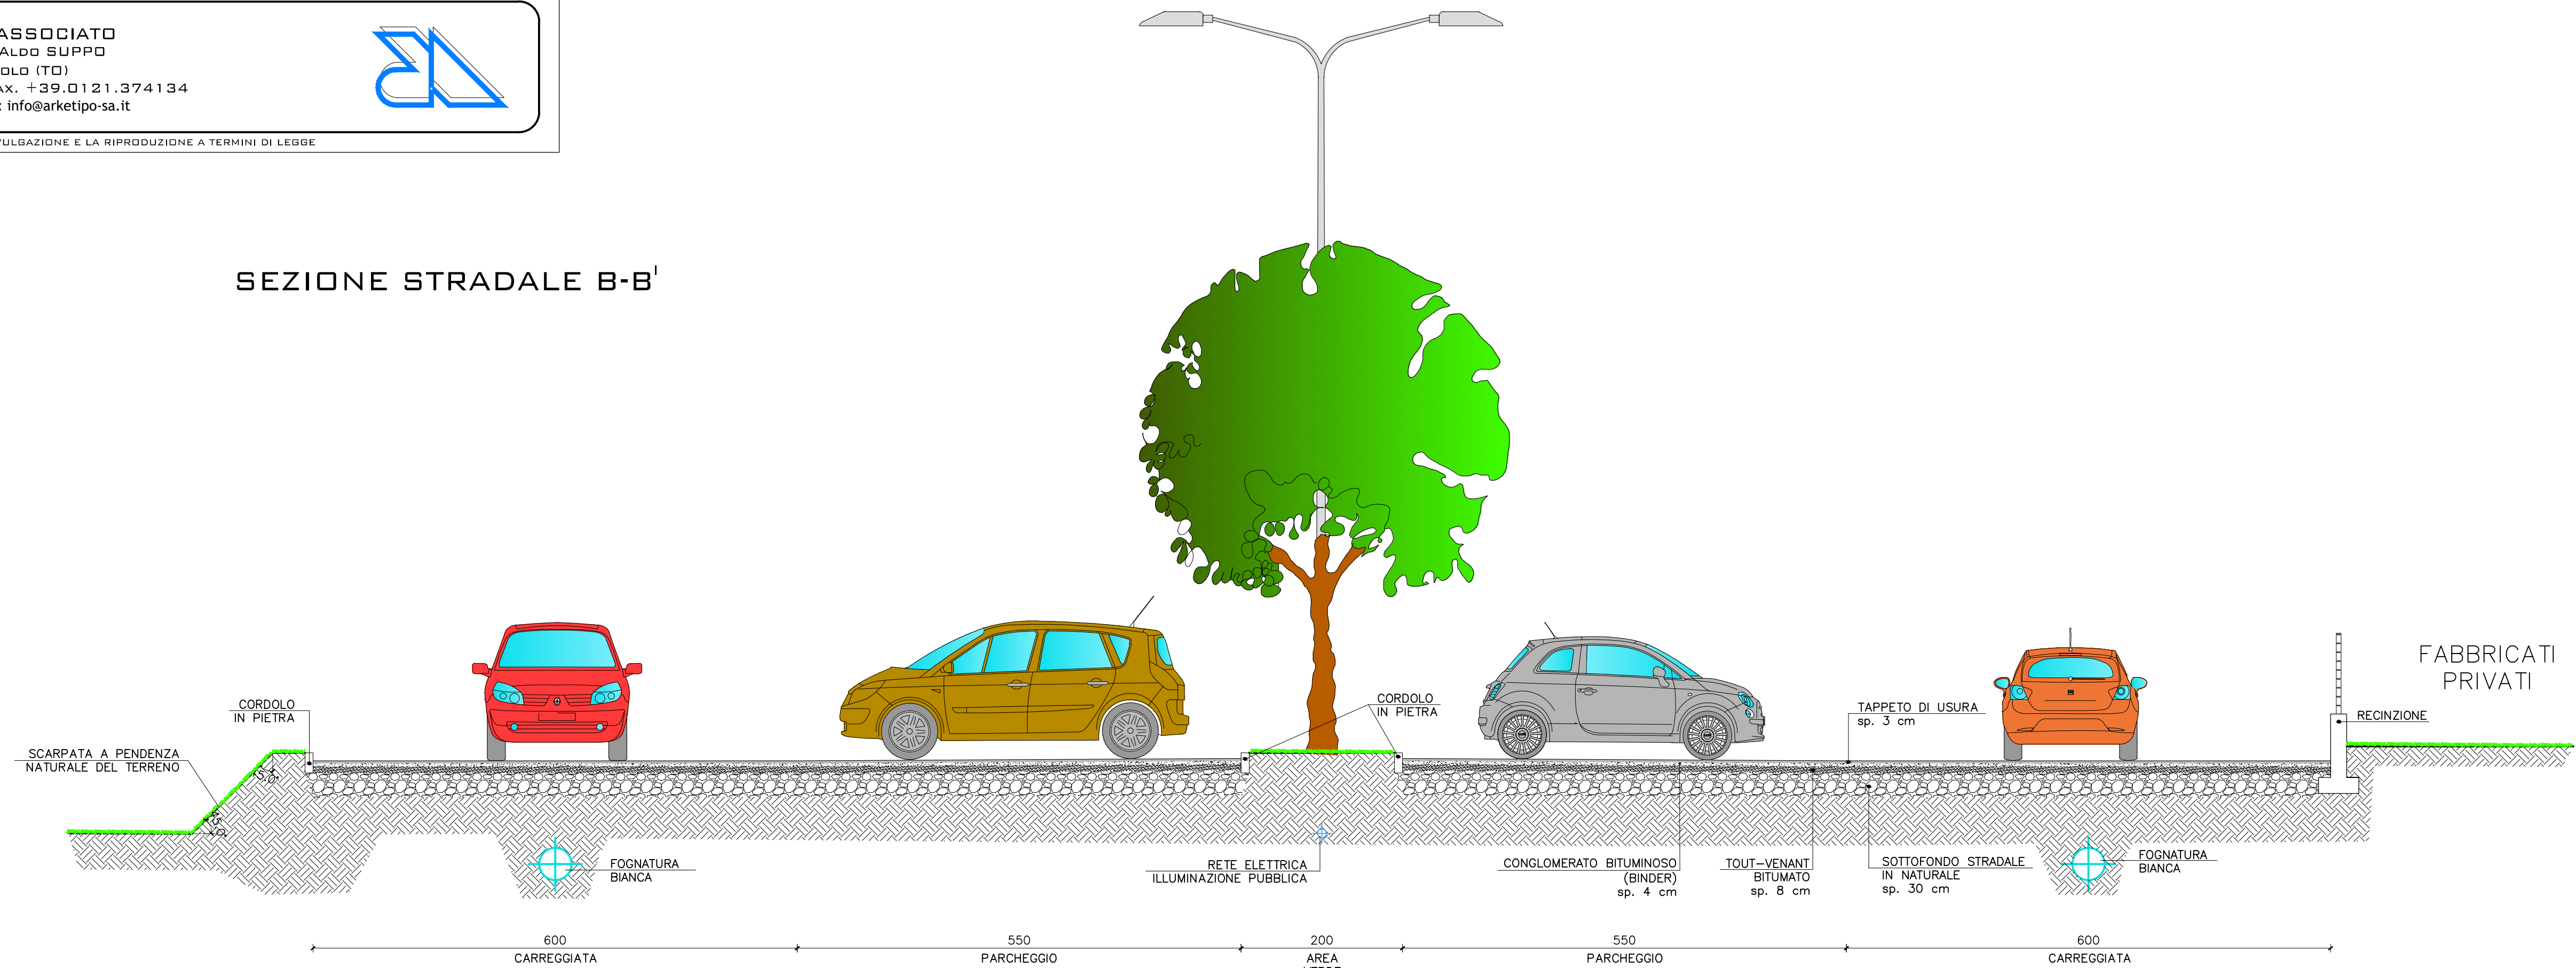 ASSOCIATO
ALDO SUPPO
OLO (TO)
AX. +39.0121.374134
: info@arketipo-sa.it
VULGAZIONE E LA RIPRODUZIONE A TERMINI DI LEGGE
SEZIONE STRADALE B-B'
FABBRICATI
PRIVATI
CORDOLO
IN PIETRA
CORDOLO
IN PIETRA
TAPPETO DI USURA
sp. 3 cm
RECINZIONE
SCARPATA A PENDENZA
NATURALE DEL TERRENO
45.0°
FOGNATURA
BIANCA
RETE ELETTRICA
ILLUMINAZIONE PUBBLICA
CONGLOMERATO BITUMINOSO
(BINDER)
sp. 4 cm
TOUT-VENANT
BITUMATO
sp. 8 cm
SOTTOFONDO STRADALE
IN NATURALE
sp. 30 cm
FOGNATURA
BIANCA
600
CARREGGIATA
550
PARCHEGGIO
200
AREA
VERDE
550
PARCHEGGIO
600
CARREGGIATA